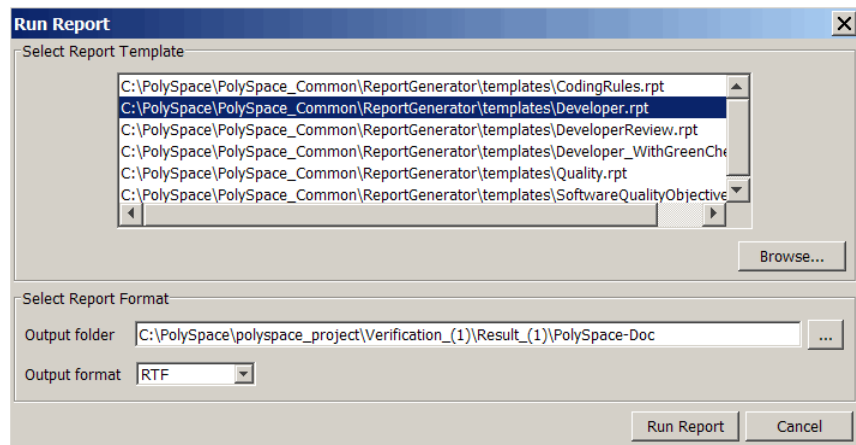 Run Report
Select Report Template
C:\PolySpace\PolySpace_Common\ReportGenerator\templates\CodingRules.rpt
C:\PolySpace\PolySpace_Common\ReportGenerator\templates\Developer.rpt
C:\PolySpace\PolySpace_Common\ReportGenerator\templates\DeveloperReview.rpt
C:\PolySpace\PolySpace_Common\ReportGenerator\templates\Developer_WithGreenChe
C:\PolySpace\PolySpace_Common\ReportGenerator\templates\Quality.rpt
C:\PolySpace\PolySpace_Common\ReportGenerator\templates\SoftwareQualityObjective
Browse...
Select Report Format
Output folder C:\PolySpace\polyspace_project\Verification_(1)\Result_(1)\PolySpace-Doc ...
Output format RTF
Run Report Cancel